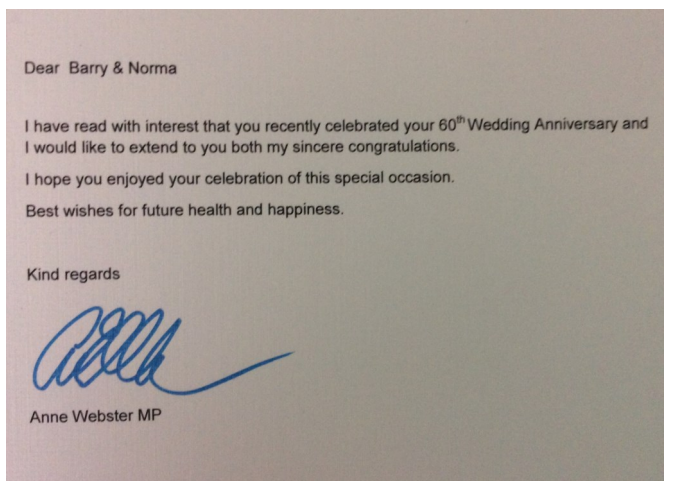 Dear Barry & Norma
I have read with interest that you recently celebrated your 60th Wedding Anniversary and
I would like to extend to you both my sincere congratulations.
I hope you enjoyed your celebration of this special occasion.
Best wishes for future health and happiness.
Kind regards
Anne Webster MP